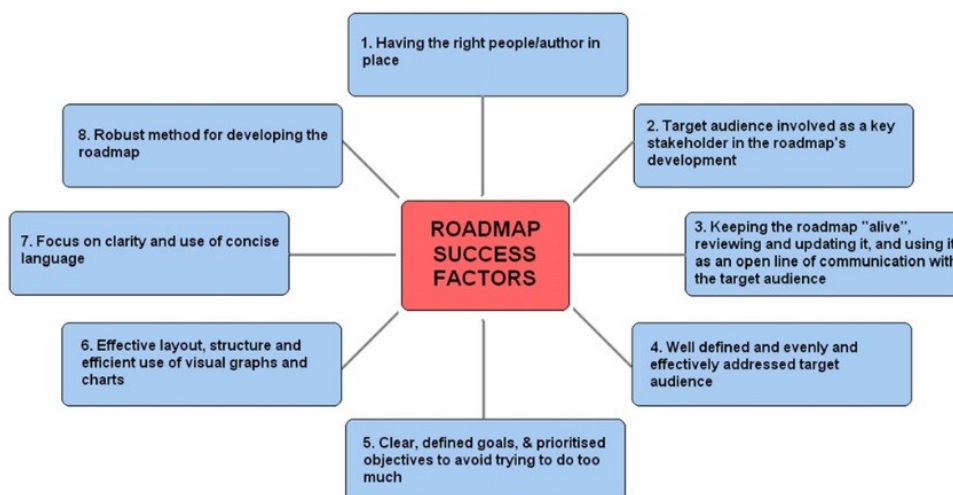 1. Having the right people/author in
place
8. Robust method for developing the
roadmap
2. Target audience involved as a key
stakeholder in the roadmap's
development
ROADMAP
SUCCESS
FACTORS
7. Focus on clarity and use of concise
language
3. Keeping the roadmap "alive",
reviewing and updating it, and using it
as an open line of communication with
the target audience
6. Effective layout, structure and
efficient use of visual graphs and
charts
4. Well defined and evenly and
effectively addressed target
audience
5. Clear, defined goals, & prioritised
objectives to avoid trying to do too
much